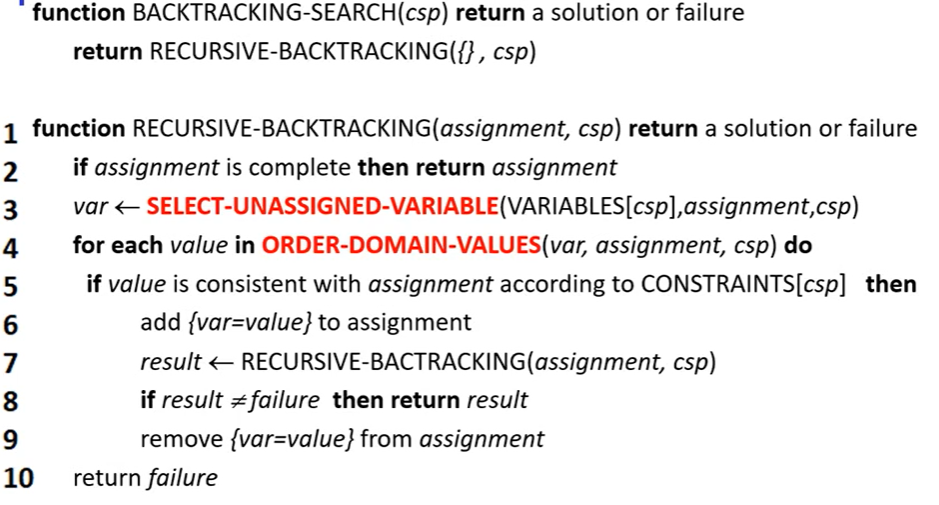 function BACKTRACKING-SEARCH(csp) return a solution or failure
return RECURSIVE-BACKTRACKING({} , csp)
1 function RECURSIVE-BACKTRACKING(assignment, csp) return a solution or failure
2 if assignment is complete then return assignment
3 var ← SELECT-UNASSIGNED-VARIABLE(VARIABLES[csp],assignment,csp)
4 for each value in ORDER-DOMAIN-VALUES(var, assignment, csp) do
5 if value is consistent with assignment according to CONSTRAINTS[csp] then
6 add {var=value} to assignment
7 result ← RECURSIVE-BACTRACKING(assignment, csp)
8 if result ≠ failure then return result
9 remove {var=value} from assignment
10 return failure